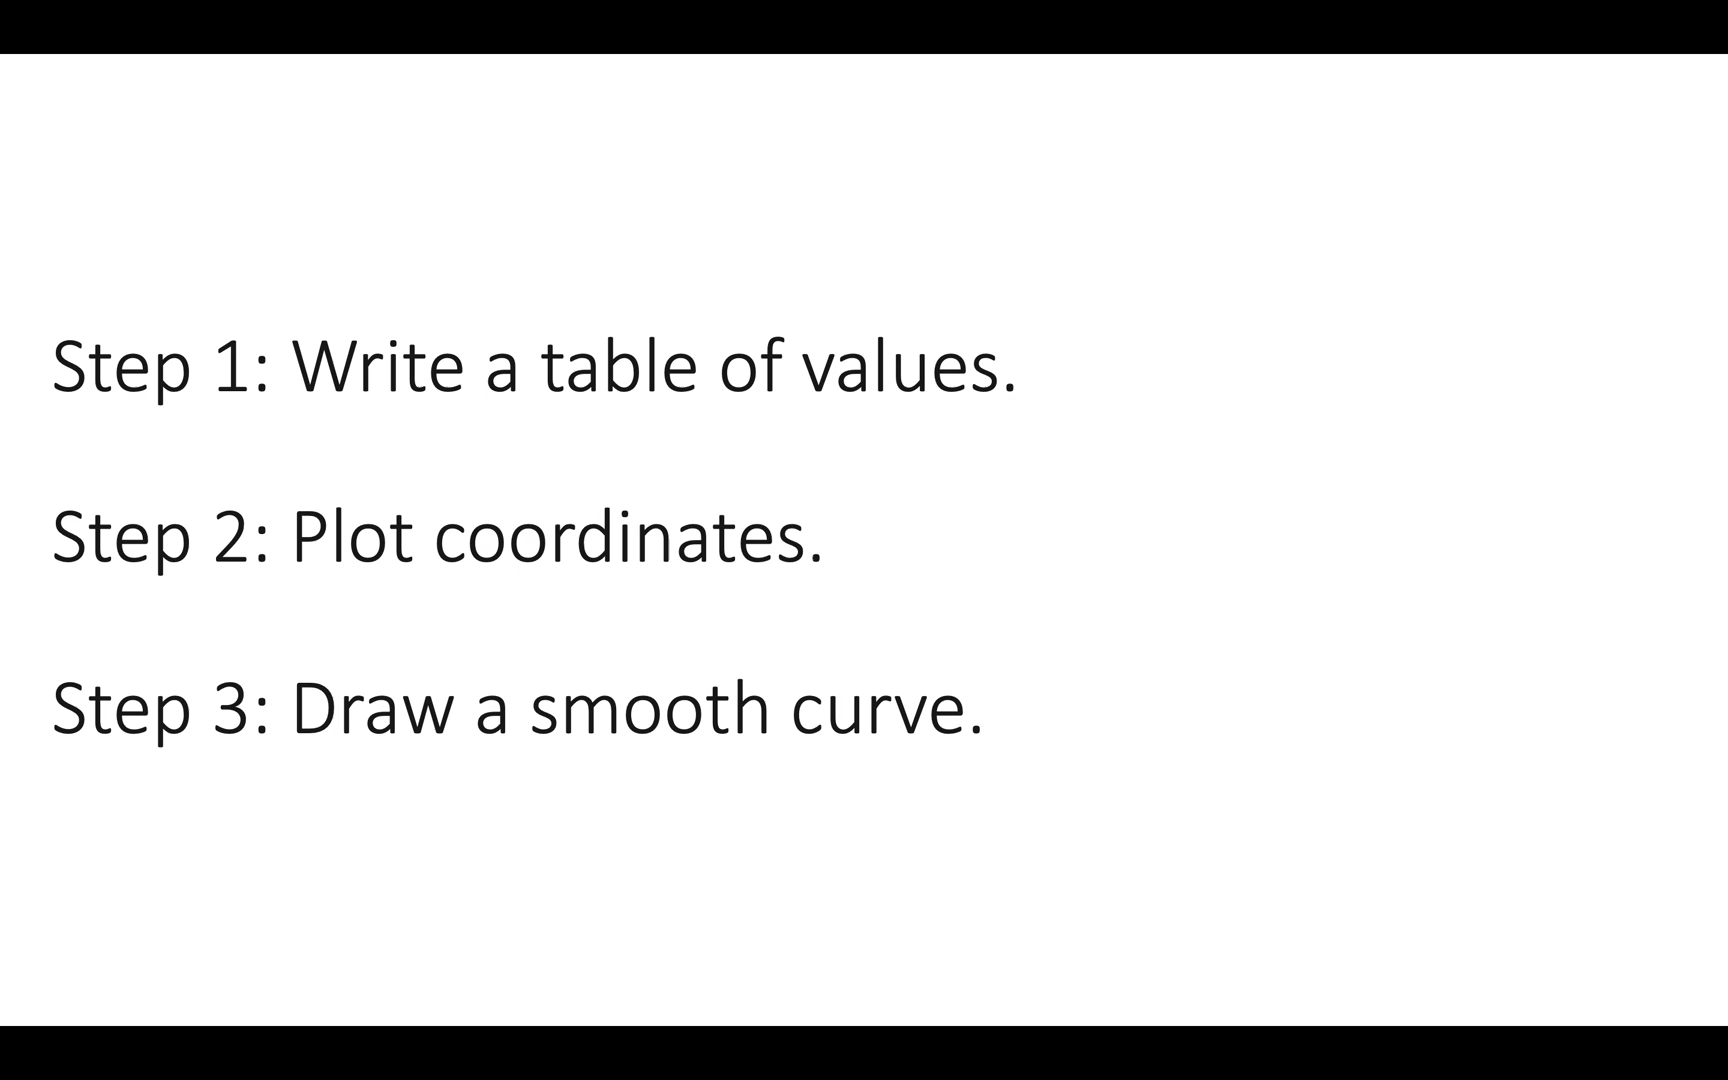 Step 1: Write a table of values.
Step 2: Plot coordinates.
Step 3: Draw a smooth curve.